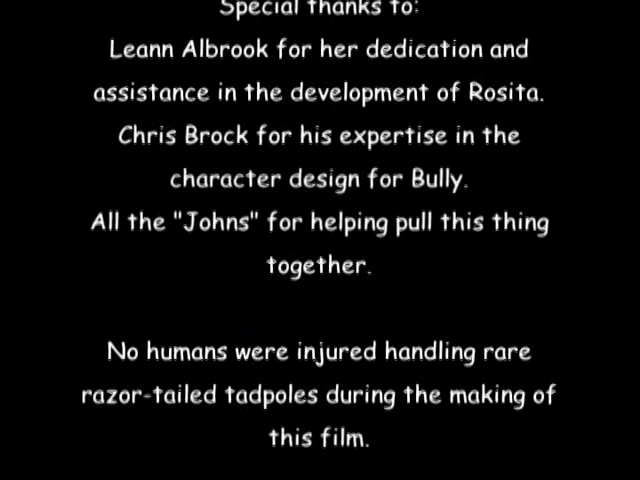 Special thanks to:
Leann Albrook for her dedication and
assistance in the development of Rosita.
Chris Brock for his expertise in the
character design for Bully.
All the "Johns" for helping pull this thing
together.
No humans were injured handling rare
razor-tailed tadpoles during the making of
this film.